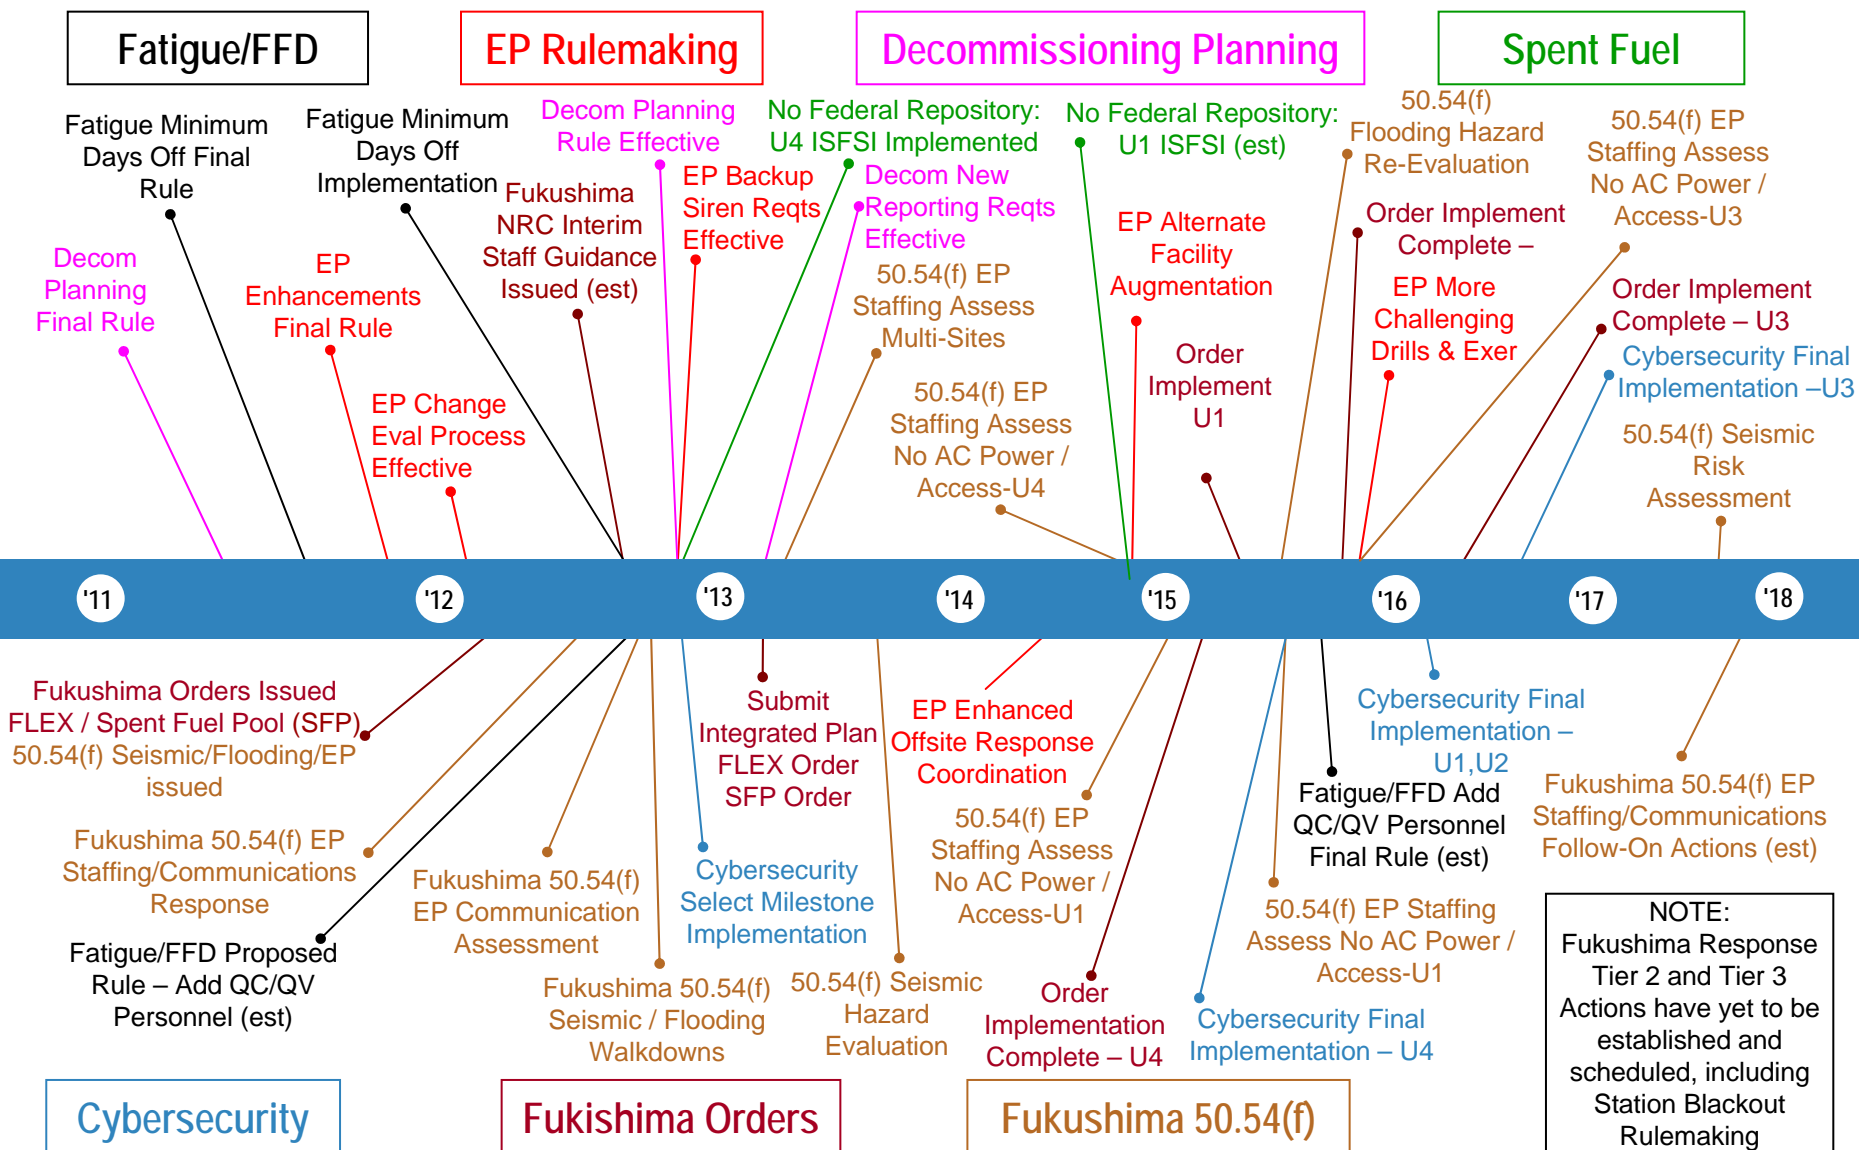 Fatigue/FFD
EP Rulemaking
Decommissioning Planning
Spent Fuel
Fatigue Minimum
Days Off Final
Rule
Fatigue Minimum
Days Off
Implementation
Decom Planning
Rule Effective
No Federal Repository:
U4 ISFSI Implemented
No Federal Repository:
U1 ISFSI (est)
50.54(f)
Flooding Hazard
Re-Evaluation
50.54(f) EP
Staffing Assess
No AC Power /
Access-U3
Decom
Planning
Final Rule
EP
Enhancements
Final Rule
EP Change
Eval Process
Effective
Fukushima
NRC Interim
Staff Guidance
Issued (est)
EP Backup
Siren Reqts
Effective
Decom New
Reporting Reqts
Effective
50.54(f) EP
Staffing Assess
Multi-Sites
50.54(f) EP
Staffing Assess
No AC Power /
Access-U4
EP Alternate
Facility
Augmentation
Order
Implement
U1
Order Implement
Complete –
EP More
Challenging
Drills & Exer
Order Implement
Complete – U3
Cybersecurity Final
Implementation –U3
50.54(f) Seismic
Risk
Assessment
'11
'12
'13
'14
'15
'16
'17
'18
Fukushima Orders Issued
FLEX / Spent Fuel Pool (SFP)
50.54(f) Seismic/Flooding/EP
issued
Fukushima 50.54(f) EP
Staffing/Communications
Response
Fatigue/FFD Proposed
Rule – Add QC/QV
Personnel (est)
Fukushima 50.54(f)
EP Communication
Assessment
Fukushima 50.54(f)
Seismic / Flooding
Walkdowns
Cybersecurity
Select Milestone
Implementation
Submit
Integrated Plan
FLEX Order
SFP Order
50.54(f) Seismic
Hazard
Evaluation
EP Enhanced
Offsite Response
Coordination
50.54(f) EP
Staffing Assess
No AC Power /
Access-U1
Order
Implementation
Complete – U4
Cybersecurity Final
Implementation – U4
50.54(f) EP Staffing
Assess No AC Power /
Access-U1
Fatigue/FFD Add
QC/QV Personnel
Final Rule (est)
Cybersecurity Final
Implementation –
U1,U2
Fukushima 50.54(f) EP
Staffing/Communications
Follow-On Actions (est)
NOTE:
Fukushima Response
Tier 2 and Tier 3
Actions have yet to be
established and
scheduled, including
Station Blackout
Rulemaking
Cybersecurity
Fukishima Orders
Fukushima 50.54(f)